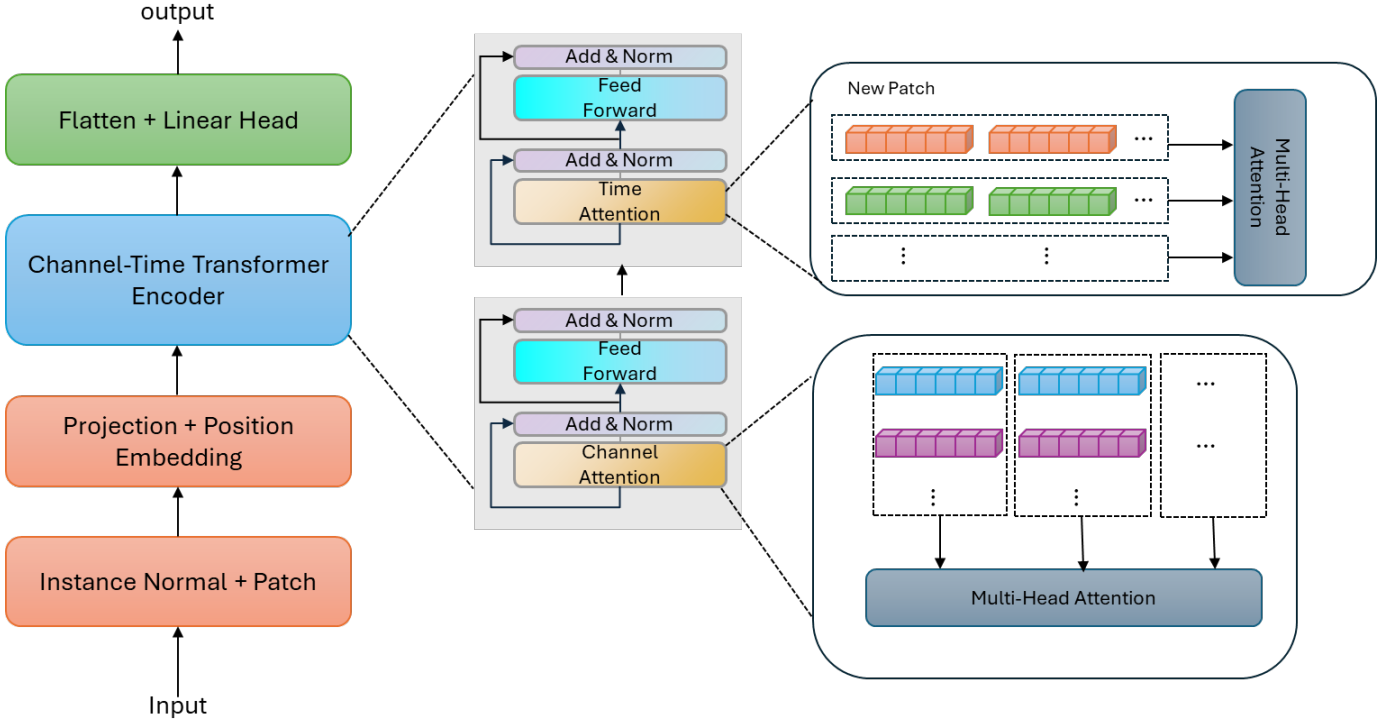 output
Flatten + Linear Head
Channel-Time Transformer
Encoder
Projection + Position
Embedding
Instance Normal + Patch
Input
Add & Norm
Feed
Forward
Add & Norm
Time
Attention
Add & Norm
Feed
Forward
Add & Norm
Channel
Attention
New Patch
...
...
Multi-Head
Attention
...
...
Multi-Head Attention